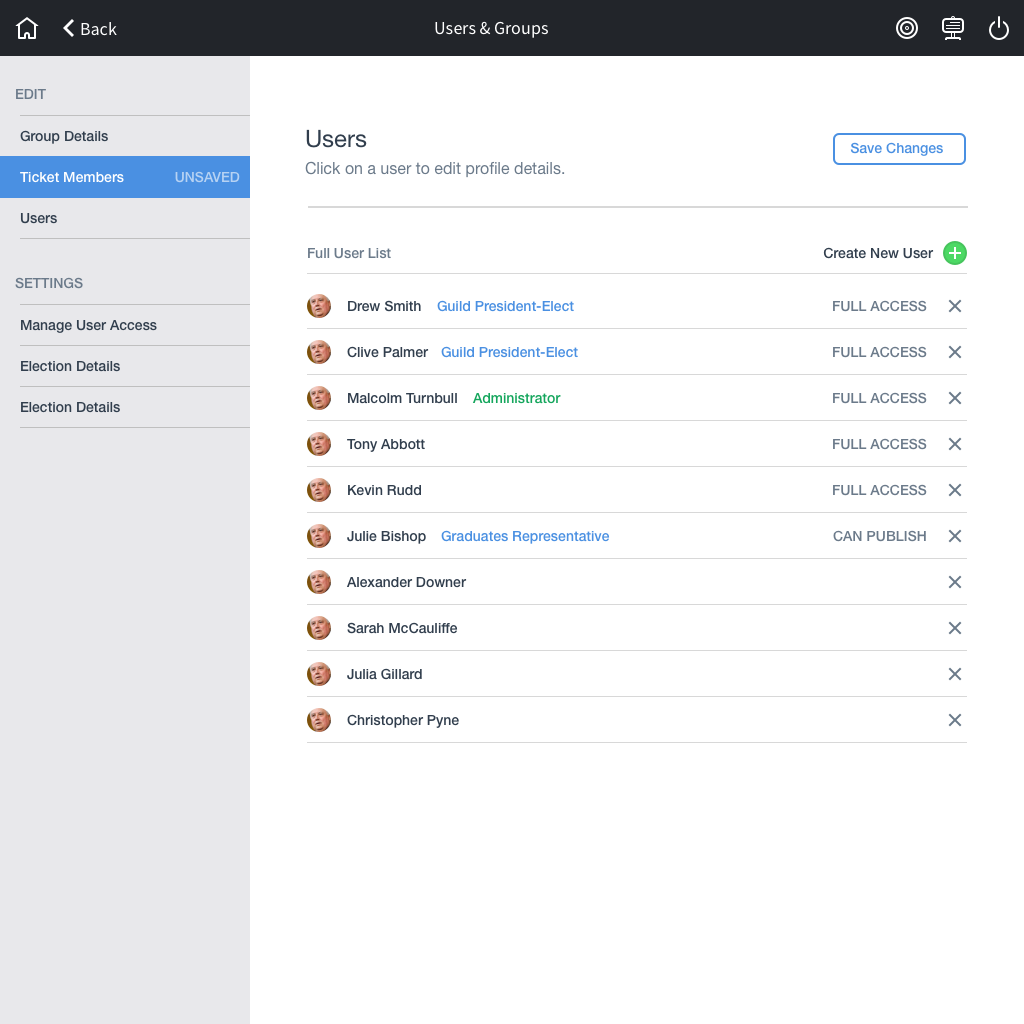 Back
Users & Groups
EDIT
Group Details
Ticket Members UNSAVED
Users
SETTINGS
Manage User Access
Election Details
Election Details
Users
Click on a user to edit profile details.
Save Changes
Full User List
Create New User
Drew Smith Guild President-Elect FULL ACCESS
Clive Palmer Guild President-Elect FULL ACCESS
Malcolm Turnbull Administrator FULL ACCESS
Tony Abbott FULL ACCESS
Kevin Rudd FULL ACCESS
Julie Bishop Graduates Representative CAN PUBLISH
Alexander Downer
Sarah McCauliffe
Julia Gillard
Christopher Pyne